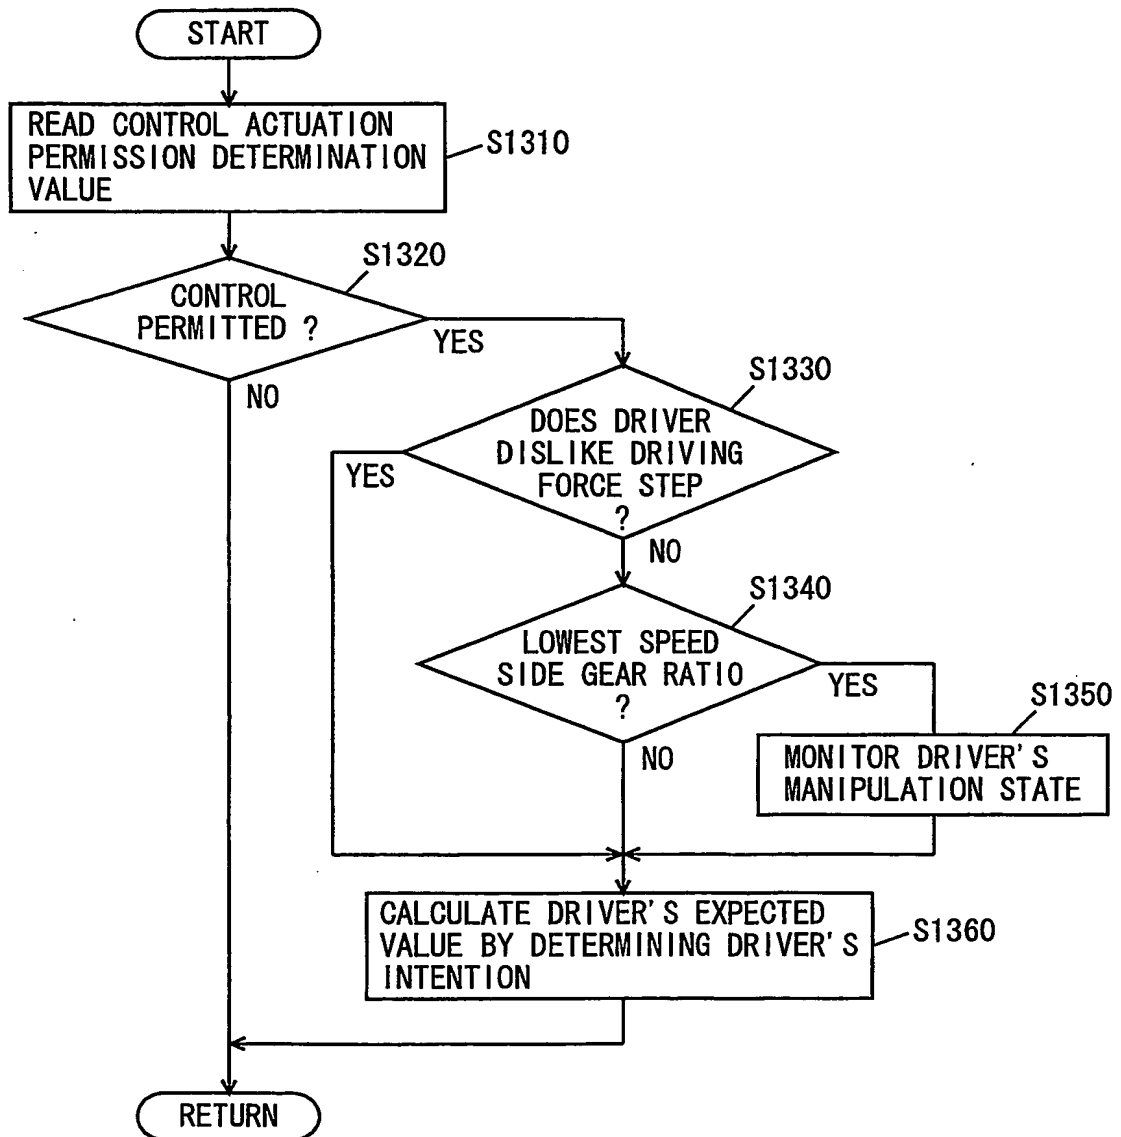 START
READ CONTROL ACTUATION
PERMISSION DETERMINATION
VALUE
S1310
S1320
CONTROL
PERMITTED ?
YES
NO
S1330
DOES DRIVER
DISLIKE DRIVING
FORCE STEP
?
YES
NO
S1340
LOWEST SPEED
SIDE GEAR RATIO
?
YES
NO
S1350
MONITOR DRIVER'S
MANIPULATION STATE
CALCULATE DRIVER'S EXPECTED
VALUE BY DETERMINING DRIVER'S
INTENTION
S1360
RETURN